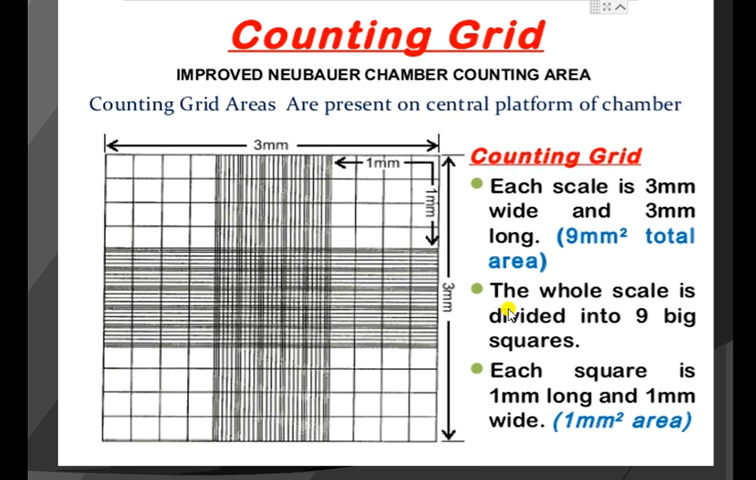 Counting Grid
IMPROVED NEUBAUER CHAMBER COUNTING AREA
Counting Grid Areas Are present on central platform of chamber
3mm
1mm
1mm
3mm
Counting Grid
Each scale is 3mm
wide and 3mm
long. (9mm² total
area)
The whole scale is
divided into 9 big
squares.
Each square is
1mm long and 1mm
wide. (1mm² area)